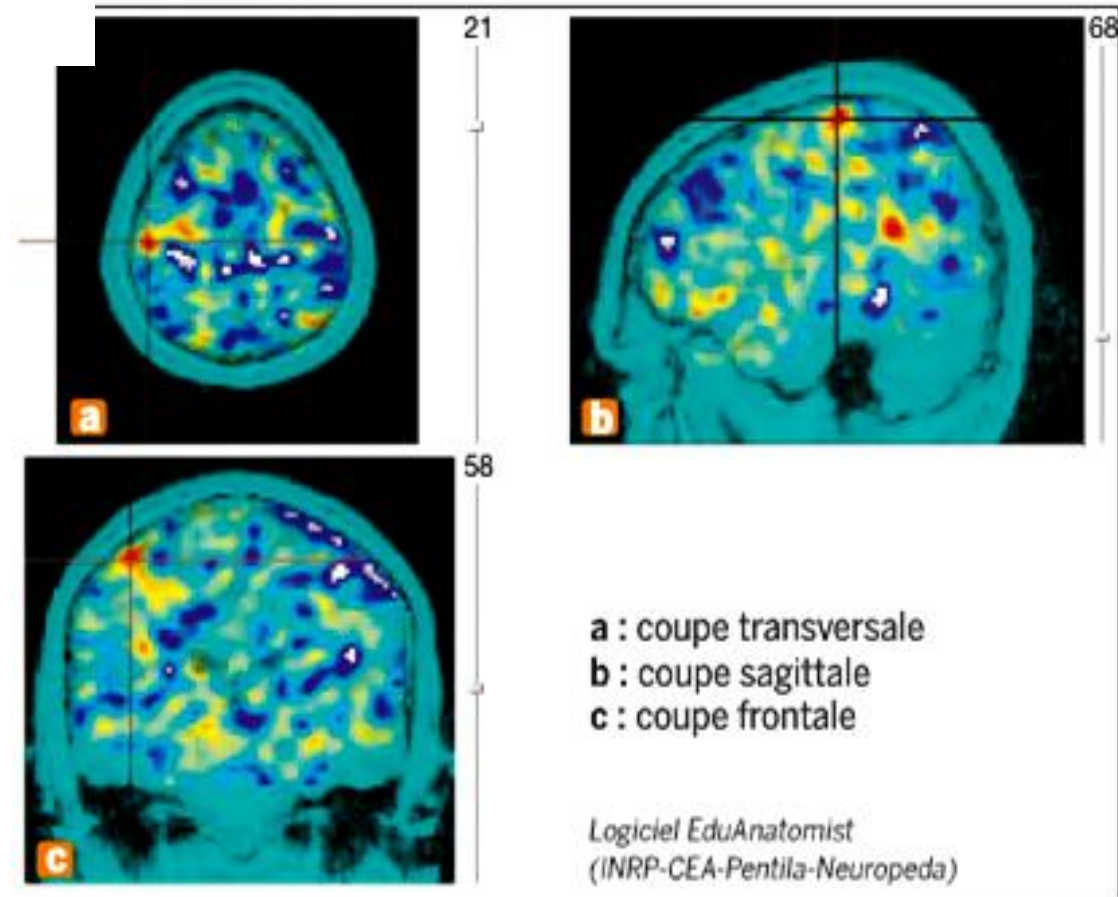 21
68
a
b
58
a : coupe transversale
b : coupe sagittale
c : coupe frontale
Logiciel EduAnatomist
(INRP-CEA-Pentila-Neuropeda)
c